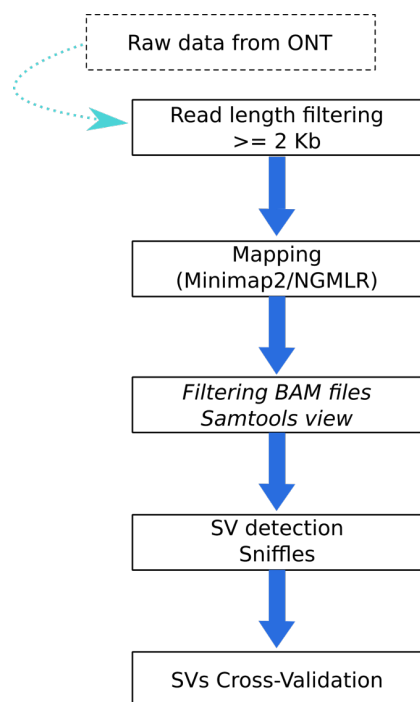 Raw data from ONT
Read length filtering
>= 2 Kb
Mapping
(Minimap2/NGMLR)
Filtering BAM files
Samtools view
SV detection
Sniffles
SVs Cross-Validation